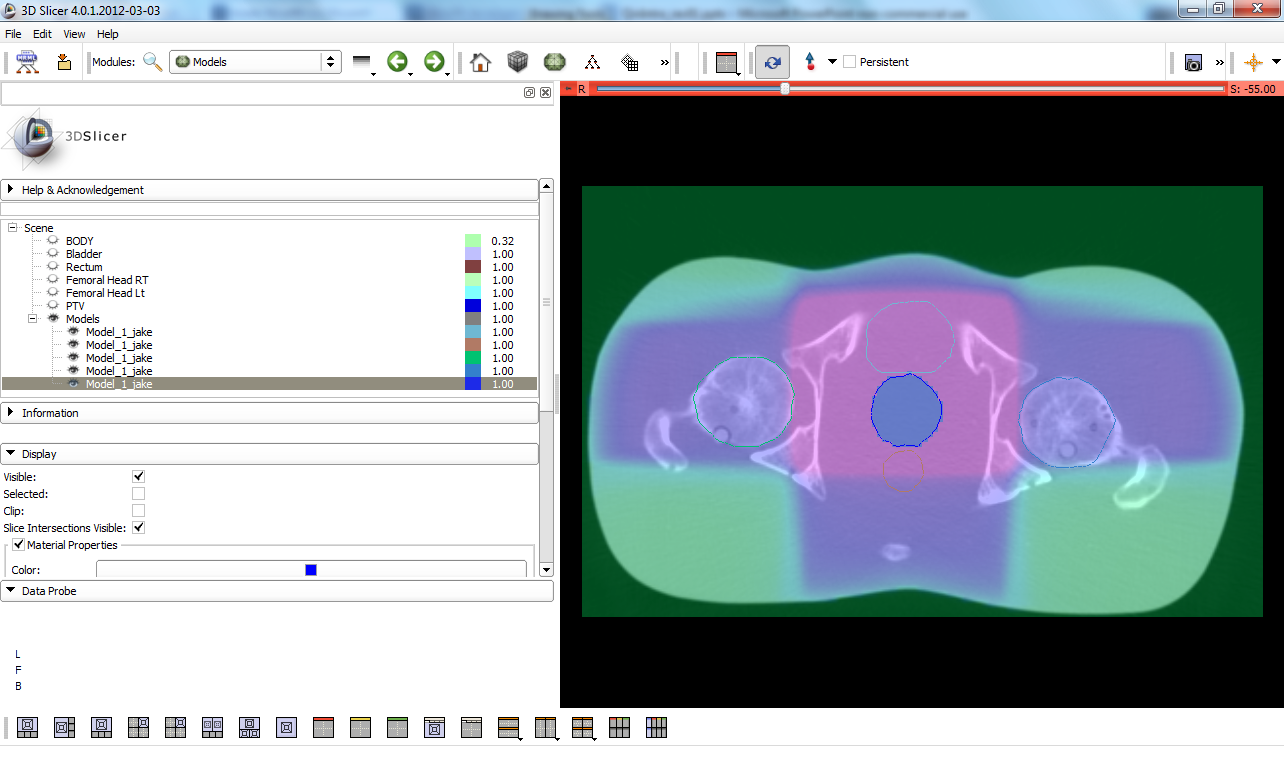 3D Slicer 4.0.1.2012-03-03
File Edit View Help
Modules: Models Persistent
R S: -55.00
3DSlicer
Help & Acknowledgement
Scene
BODY 0.32
Bladder 1.00
Rectum 1.00
Femoral Head RT 1.00
Femoral Head Lt 1.00
PTV 1.00
Models 1.00
Model_1_jake 1.00
Model_1_jake 1.00
Model_1_jake 1.00
Model_1_jake 1.00
Model_1_jake 1.00
Information
Display
Visible:
Selected:
Clip:
Slice Intersections Visible:
Material Properties
Color:
Data Probe
L
F
B